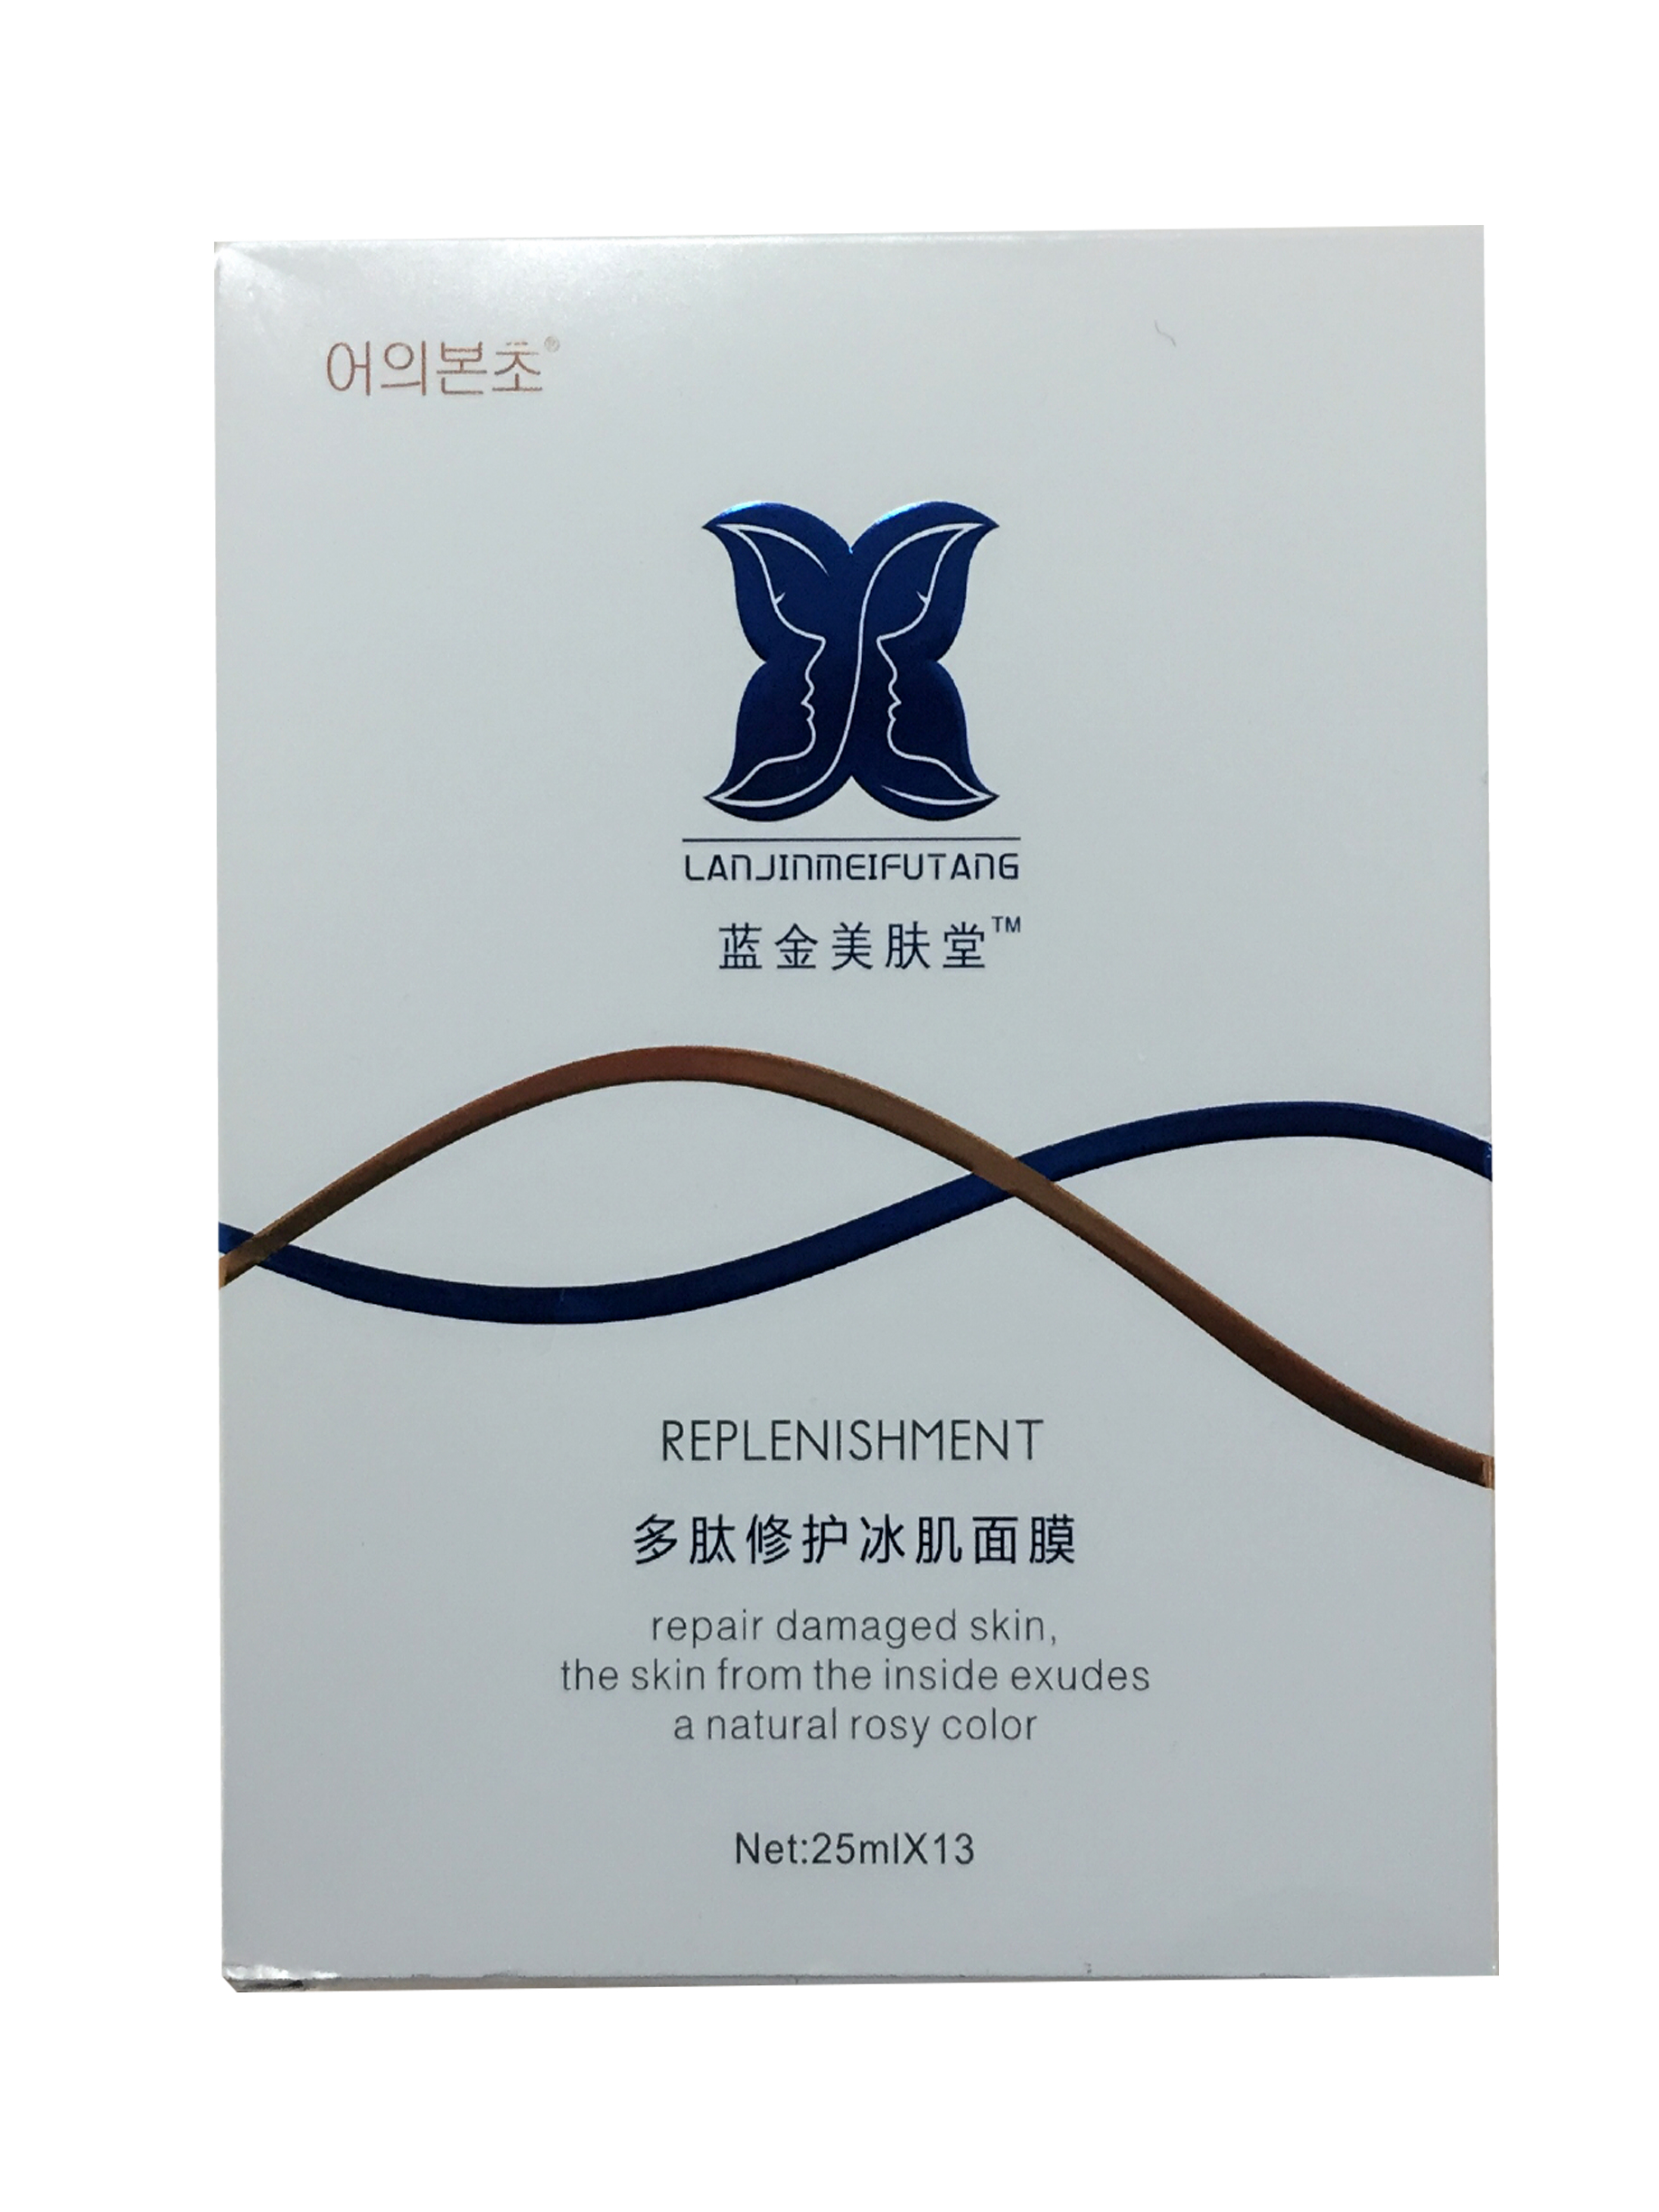 어의본초®
LANJINMEIFUTANG
蓝金美肤堂™
REPLENISHMENT
多肽修护冰肌面膜
repair damaged skin,
the skin from the inside exudes
a natural rosy color
Net:25mlX13